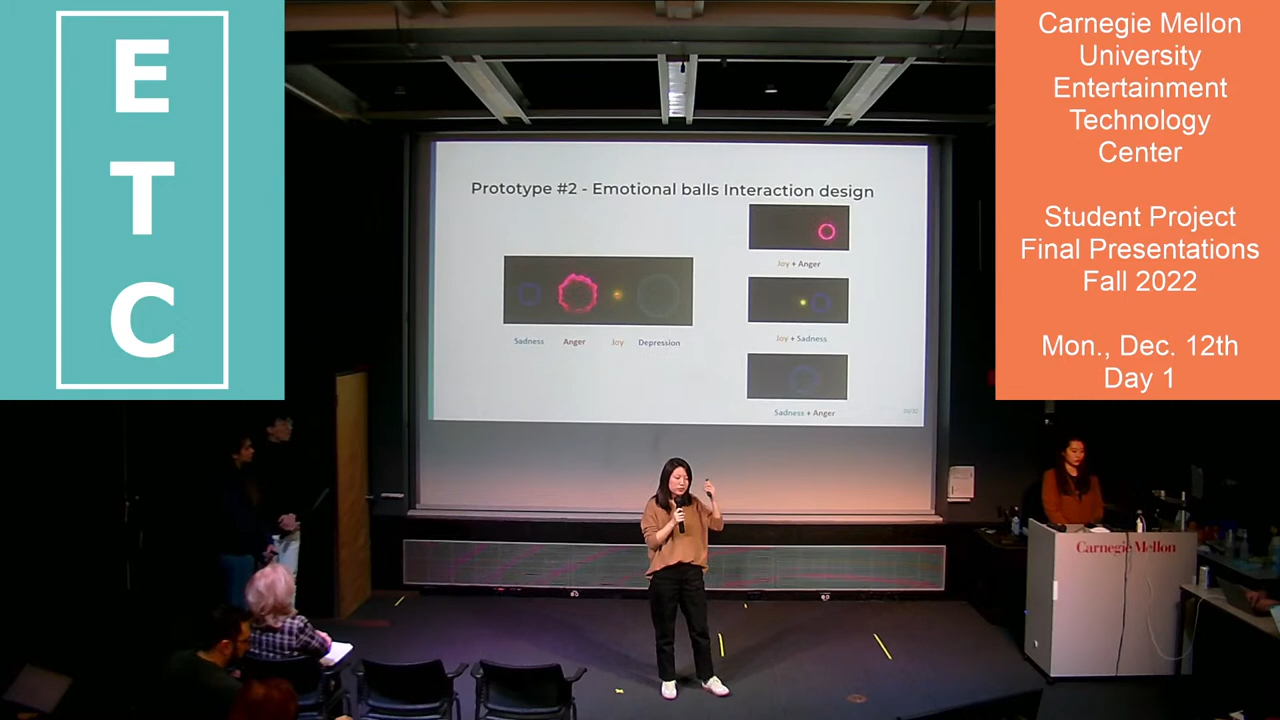 E
T
C
Carnegie Mellon
University
Entertainment
Technology
Center
Student Project
Final Presentations
Fall 2022
Mon., Dec. 12th
Day 1
Prototype #2 - Emotional balls Interaction design
Sadness Anger Joy Depression
Joy + Anger
Joy + Sadness
Sadness + Anger
Carnegie Mellon